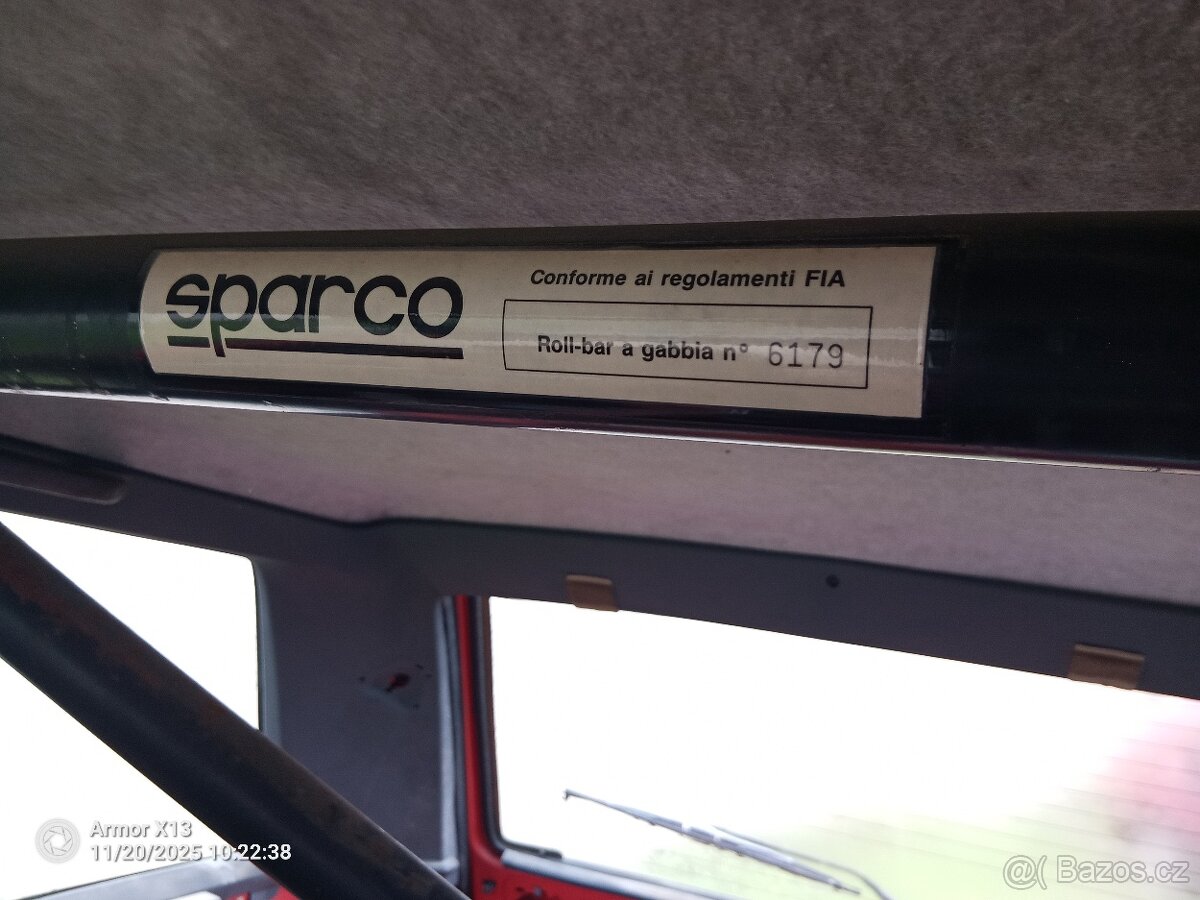 sparco
Conforme ai regolamenti FIA
Roll-bar a gabbia n° 6179
Armor X13
11/20/2025 10:22:38
@( Bazos.cz